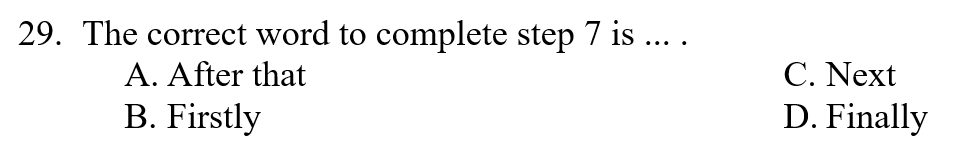 29. The correct word to complete step 7 is ... .
A. After that C. Next
B. Firstly D. Finally